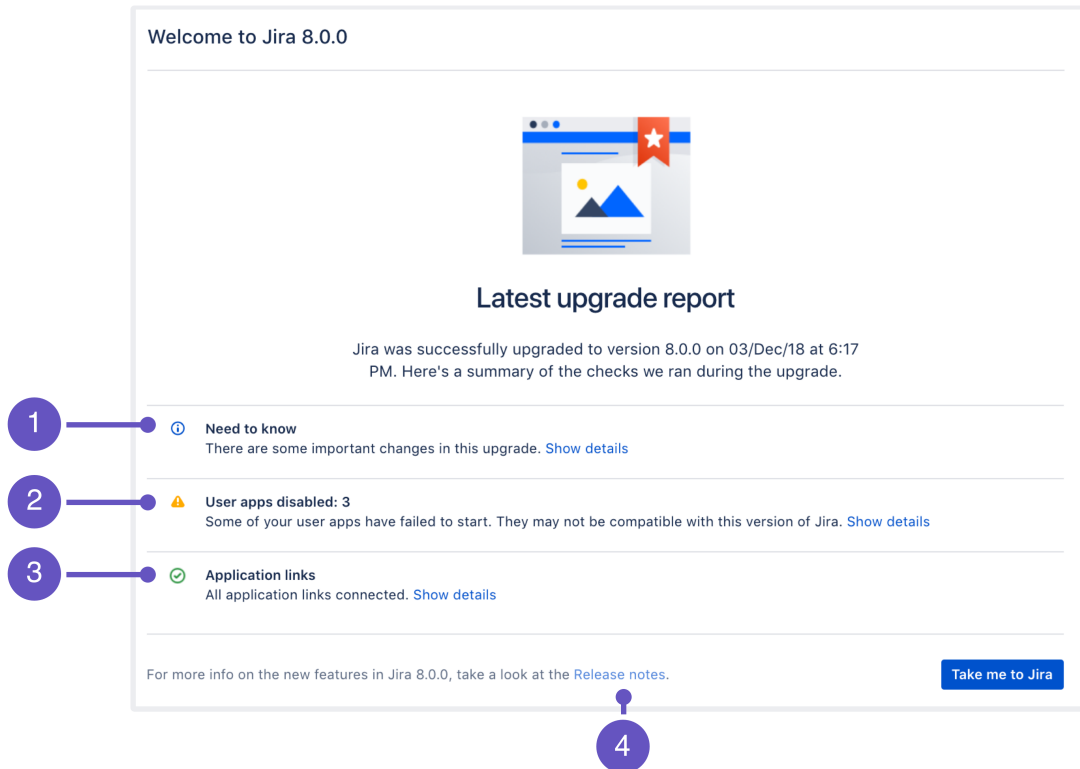 Welcome to Jira 8.0.0
Latest upgrade report
Jira was successfully upgraded to version 8.0.0 on 03/Dec/18 at 6:17
PM. Here's a summary of the checks we ran during the upgrade.
1
Need to know
There are some important changes in this upgrade. Show details
2
User apps disabled: 3
Some of your user apps have failed to start. They may not be compatible with this version of Jira. Show details
3
Application links
All application links connected. Show details
For more info on the new features in Jira 8.0.0, take a look at the Release notes.
Take me to Jira
4